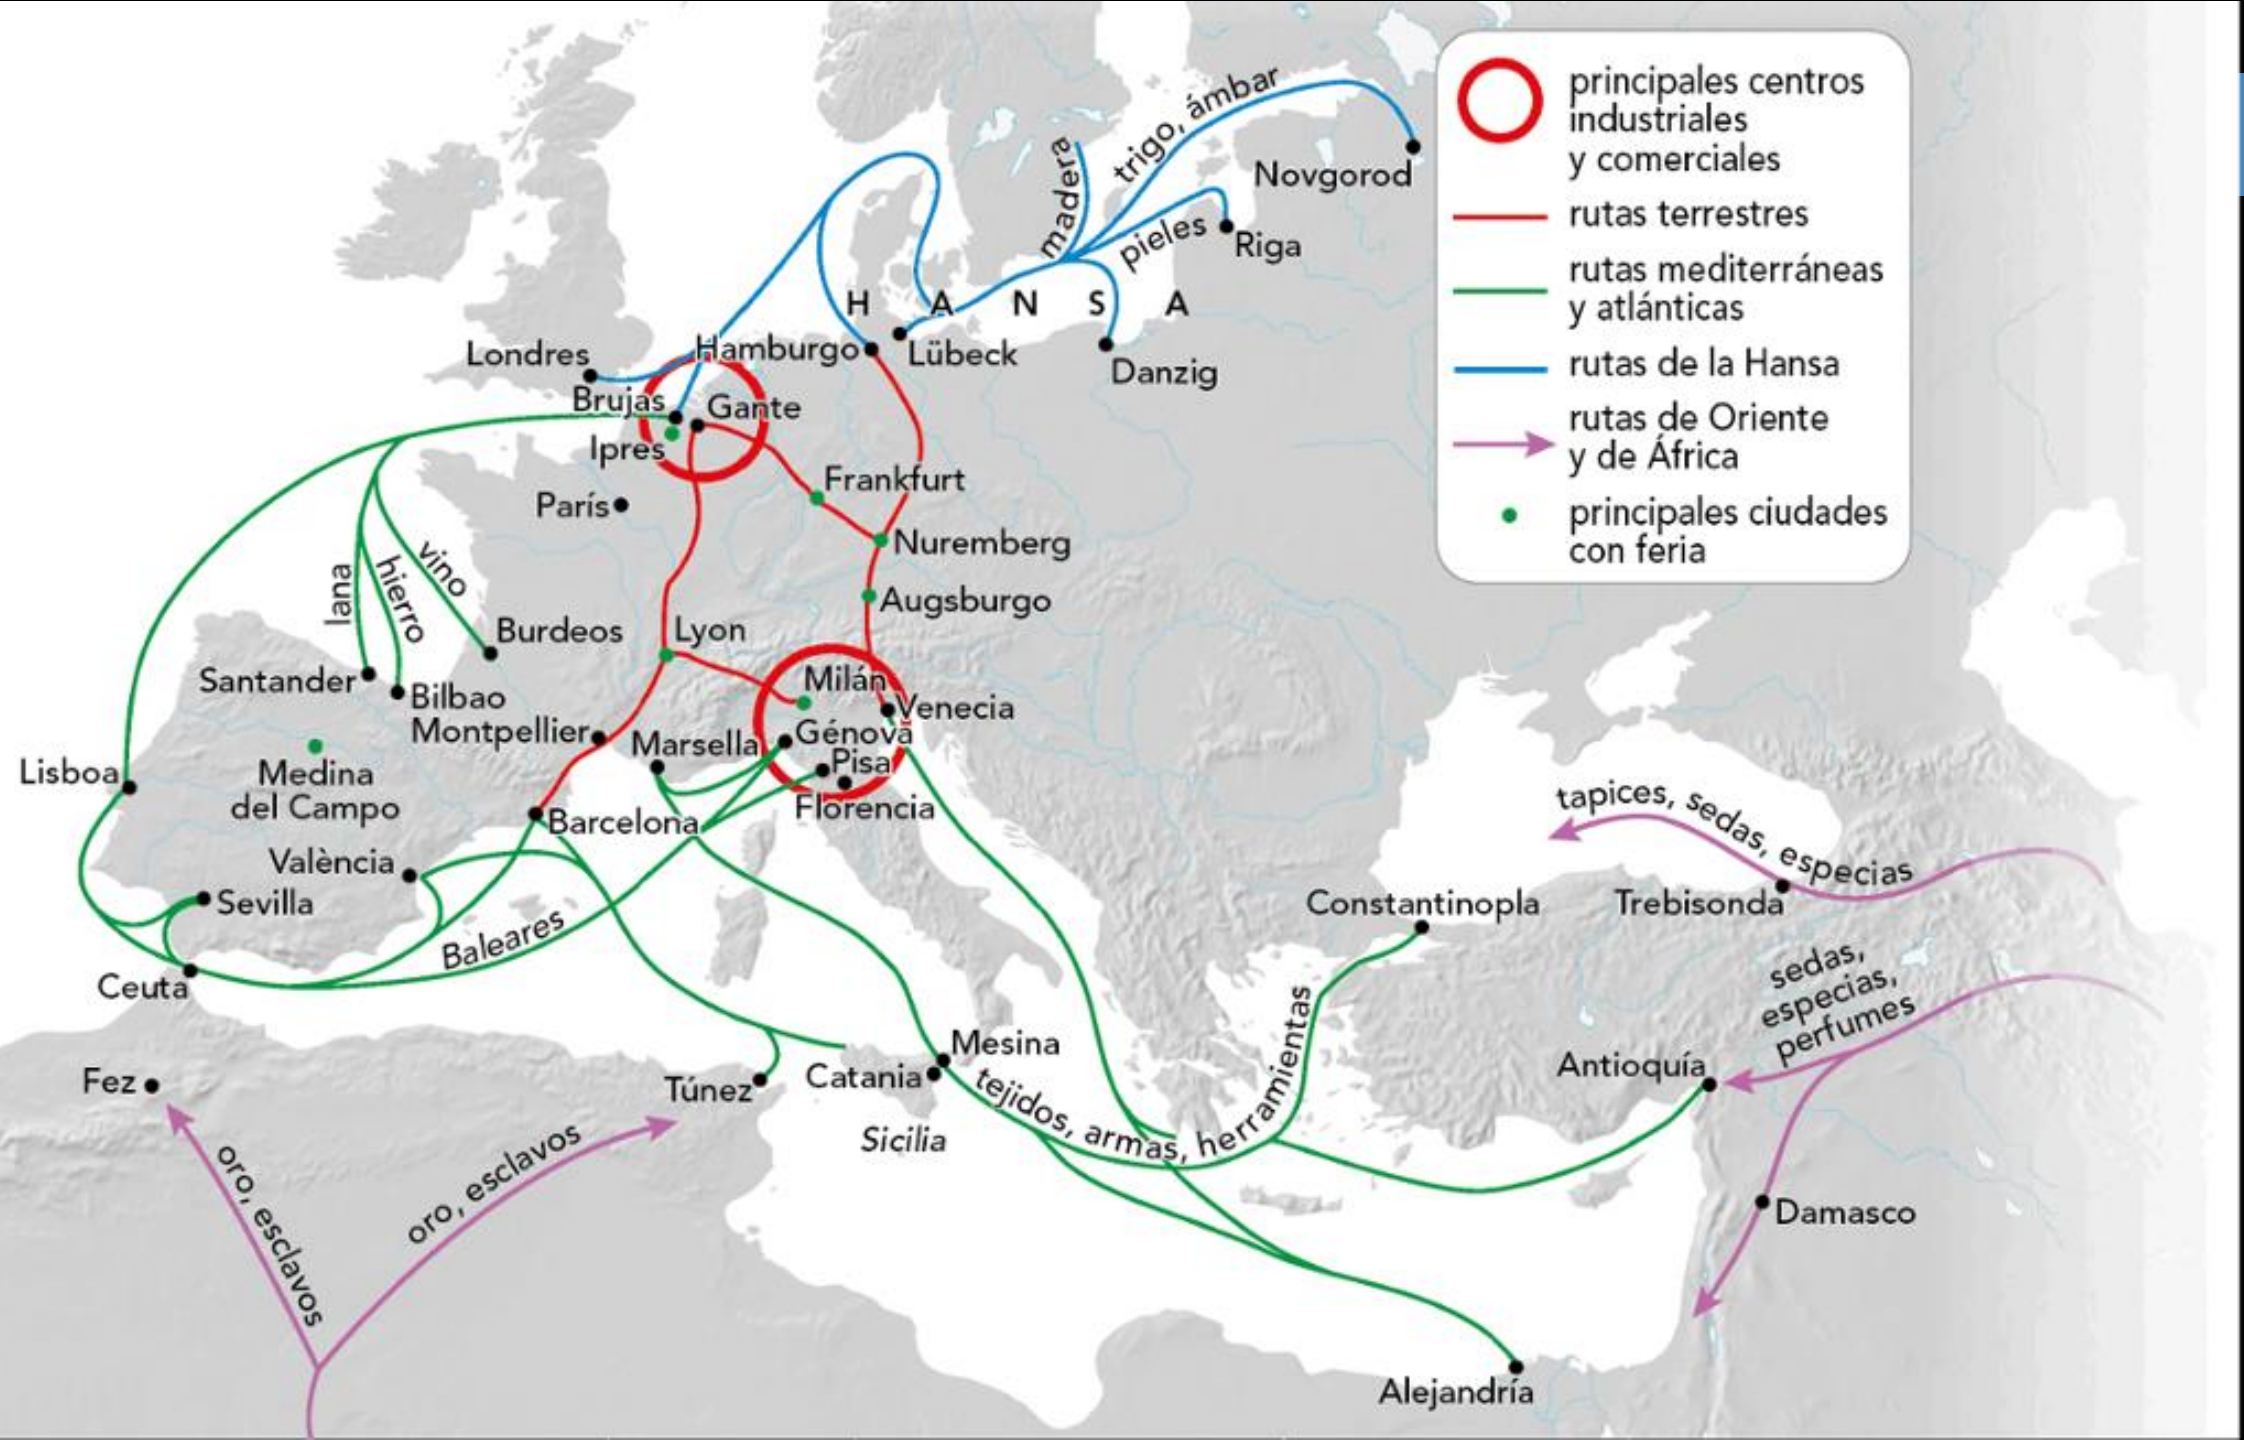 principales centros
industriales
y comerciales
rutas terrestres
rutas mediterráneas
y atlánticas
rutas de la Hansa
rutas de Oriente
y de África
principales ciudades
con feria
trigo, ámbar
madera
pieles
Novgorod
Riga
H A N S A
Hamburgo
Lübeck
Danzig
Londres
Brujas
Gante
Ipres
Frankfurt
París
Nuremberg
Augsburgo
lana
hierro
vino
Burdeos
Lyon
Santander
Bilbao
Milán
Venecia
Montpellier
Marsella
Génova
Pisa
Florencia
Lisboa
Medina
del Campo
Barcelona
València
Sevilla
Baleares
Ceuta
tapices, sedas, especias
Constantinopla
Trebisonda
sedas,
especias,
perfumes
Antioquía
Mesina
Catania
Sicilia
Túnez
Fez
tejidos, armas, herramientas
oro, esclavos
oro, esclavos
Damasco
Alejandría